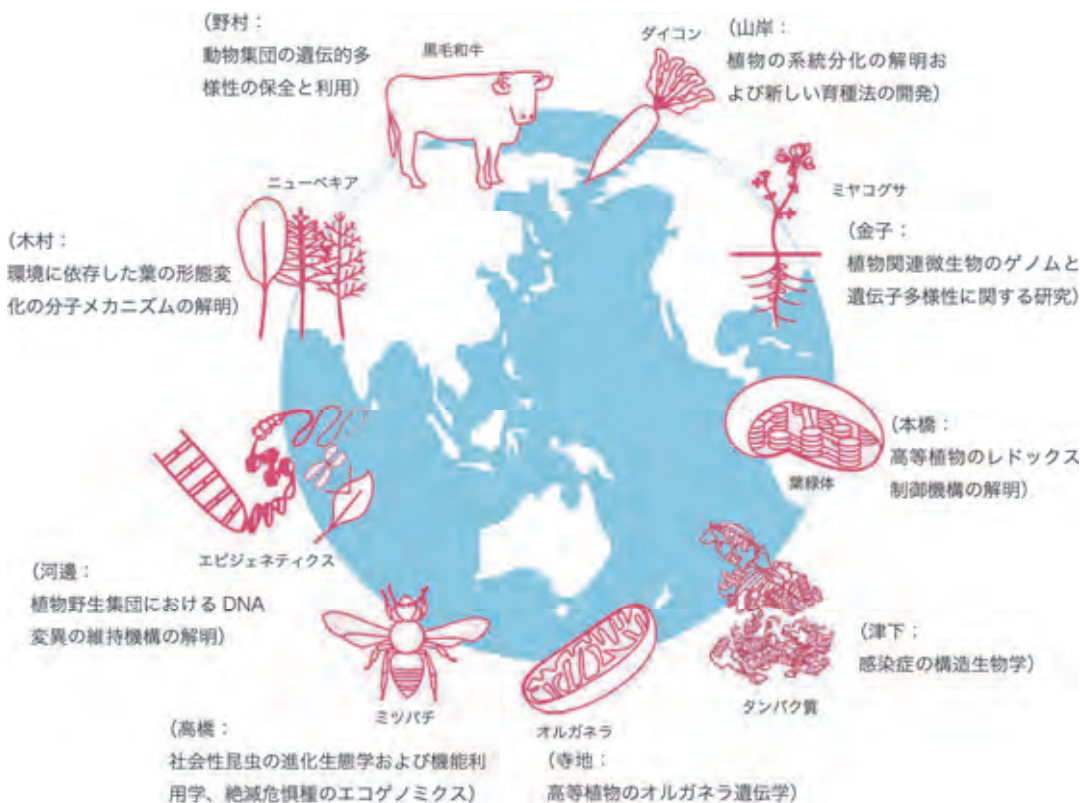 (野村：
動物集団の遺伝的多
様性の保全と利用)
黒毛和牛
ダイコン
(山岸：
植物の系統分化の解明お
よび新しい育種法の開発)
ミヤコグサ
(金子：
植物関連微生物のゲノムと
遺伝子多様性に関する研究)
葉緑体
(本橋：
高等植物のレドックス
制御機構の解明)
タンパク質
(津下：
感染症の構造生物学)
オルガネラ
(寺地：
高等植物のオルガネラ遺伝学)
ミツバチ
(高橋：
社会性昆虫の進化生態学および機能利
用学、絶滅危惧種のエコゲノミクス)
エピジェネティクス
(河邊：
植物野生集団における DNA
変異の維持機構の解明)
ニューベキア
(木村：
環境に依存した葉の形態変
化の分子メカニズムの解明)